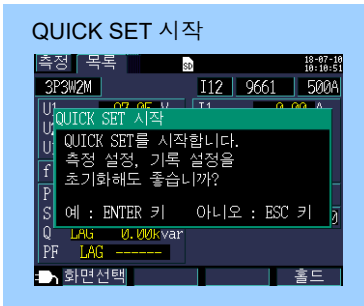 QUICK SET 시작
측정 목록 SD 18-07-10
10:10:51
3P3W2M I12 9661 500A
QUICK SET 시작
QUICK SET를 시작합니다.
측정 설정, 기록 설정을
초기화해도 좋습니까?
예 : ENTER 키 아니오 : ESC 키
f
P
S
Q LAG 0.00kvar
PF LAG ------
화면선택 홀드